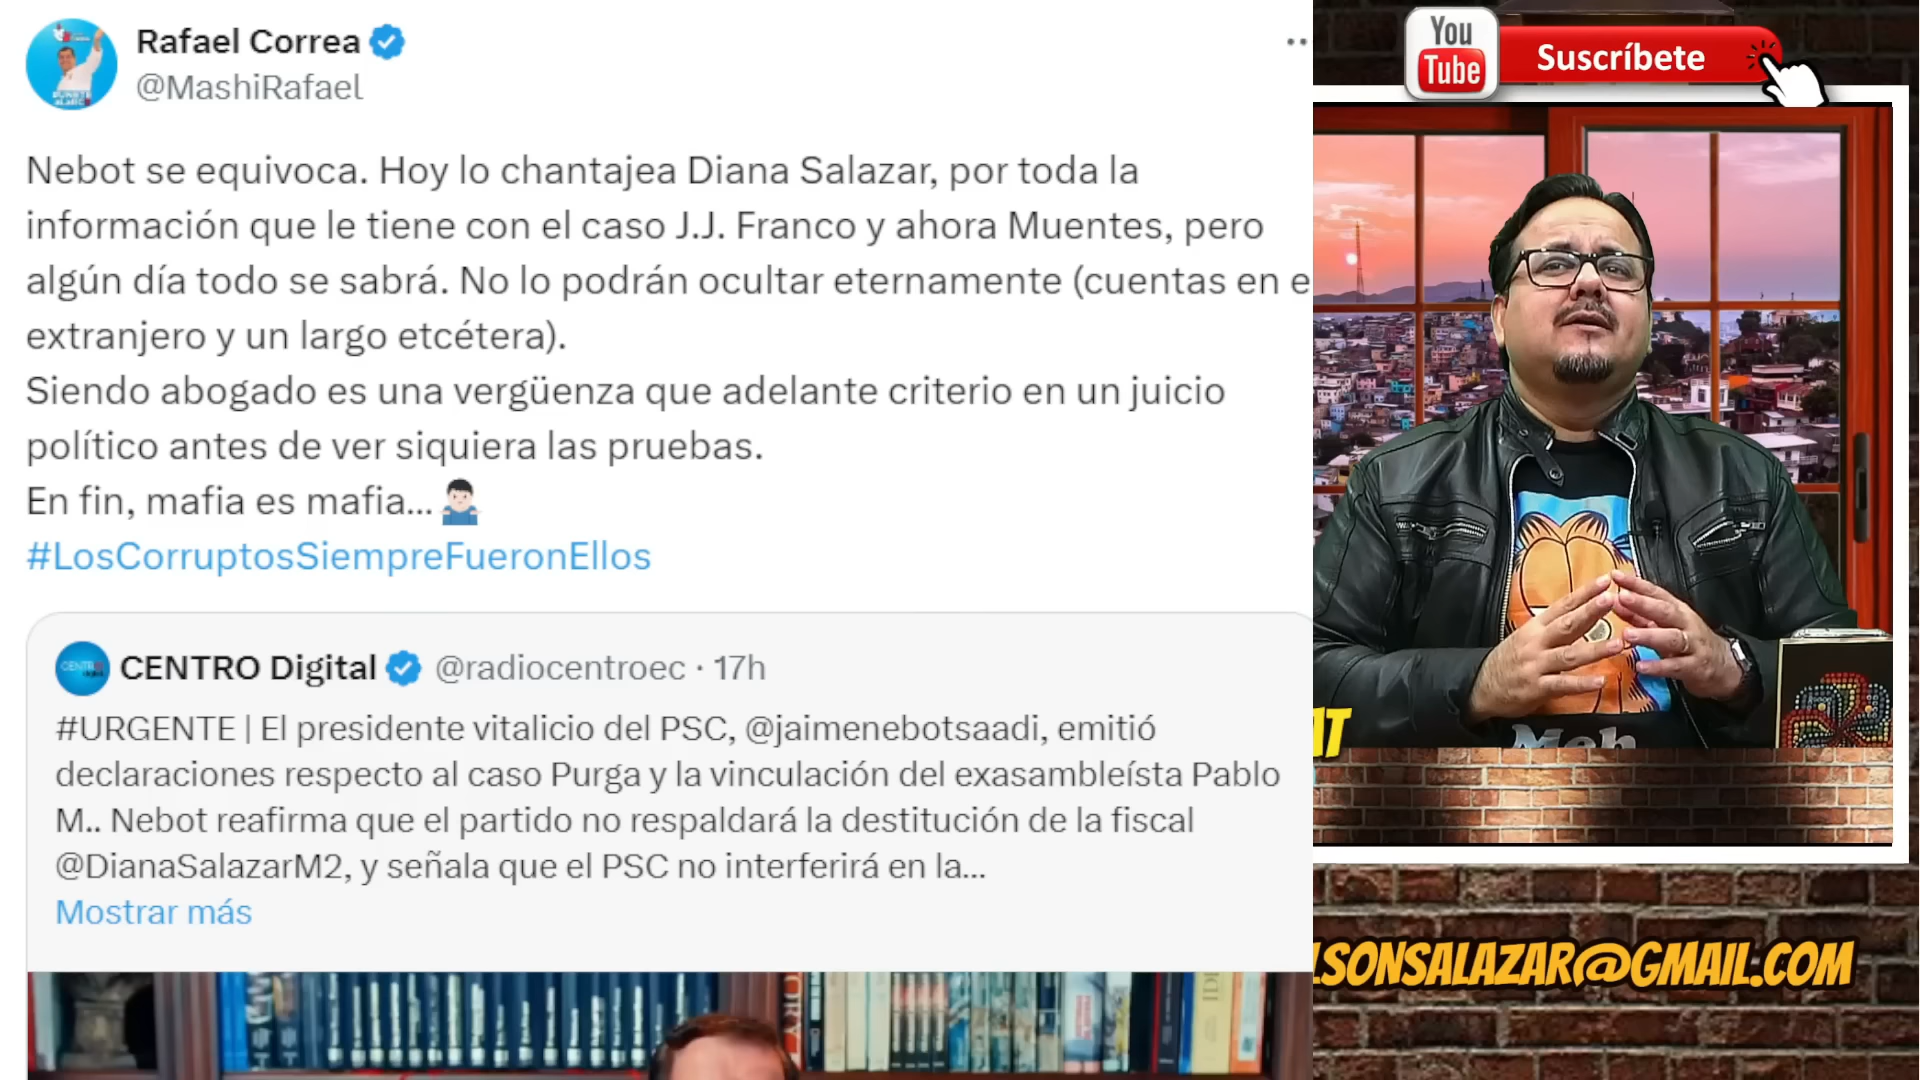 Rafael Correa
@MashiRafael
Nebot se equivoca. Hoy lo chantajea Diana Salazar, por toda la
información que le tiene con el caso J.J. Franco y ahora Muentes, pero
algún día todo se sabrá. No lo podrán ocultar eternamente (cuentas en e
extranjero y un largo etcétera).
Siendo abogado es una vergüenza que adelante criterio en un juicio
político antes de ver siquiera las pruebas.
En fin, mafia es mafia...
#LosCorruptosSiempreFueronEllos
CENTRO Digital @radiocentroec · 17h
#URGENTE | El presidente vitalicio del PSC, @jaimenebotsaadi, emitió
declaraciones respecto al caso Purga y la vinculación del exasambleísta Pablo
M.. Nebot reafirma que el partido no respaldará la destitución de la fiscal
@DianaSalazarM2, y señala que el PSC no interferirá en la...
Mostrar más
You
Tube
Suscríbete
Meh
LSONSALAZAR@GMAIL.COM